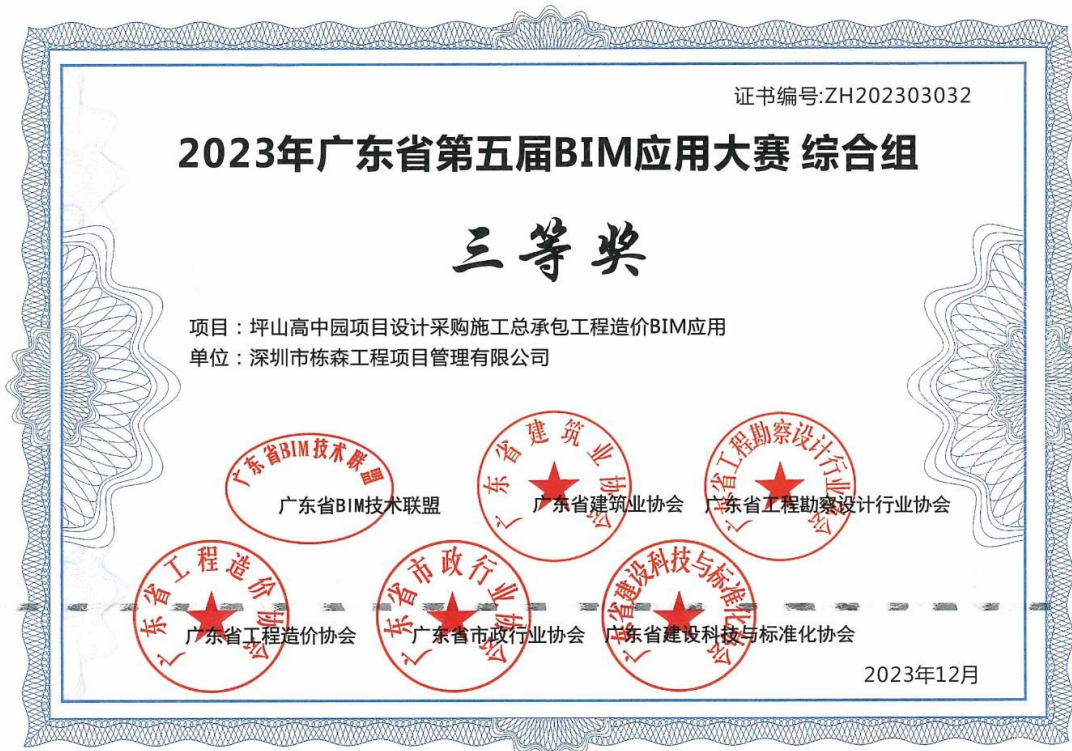 证书编号:ZH202303032
2023年广东省第五届BIM应用大赛 综合组
三等奖
项目：坪山高中园项目设计采购施工总承包工程造价BIM应用
单位：深圳市栋森工程项目管理有限公司
广东省BIM技术联盟
广东省建筑业协会
广东省工程勘察设计行业协会
广东省BIM技术联盟
广东省建筑业协会
广东省工程勘察设计行业协会
广东省工程造价协会
广东省市政行业协会
广东省建设科技与标准化协会
广东省工程造价协会
广东省市政行业协会
广东省建设科技与标准化协会
2023年12月